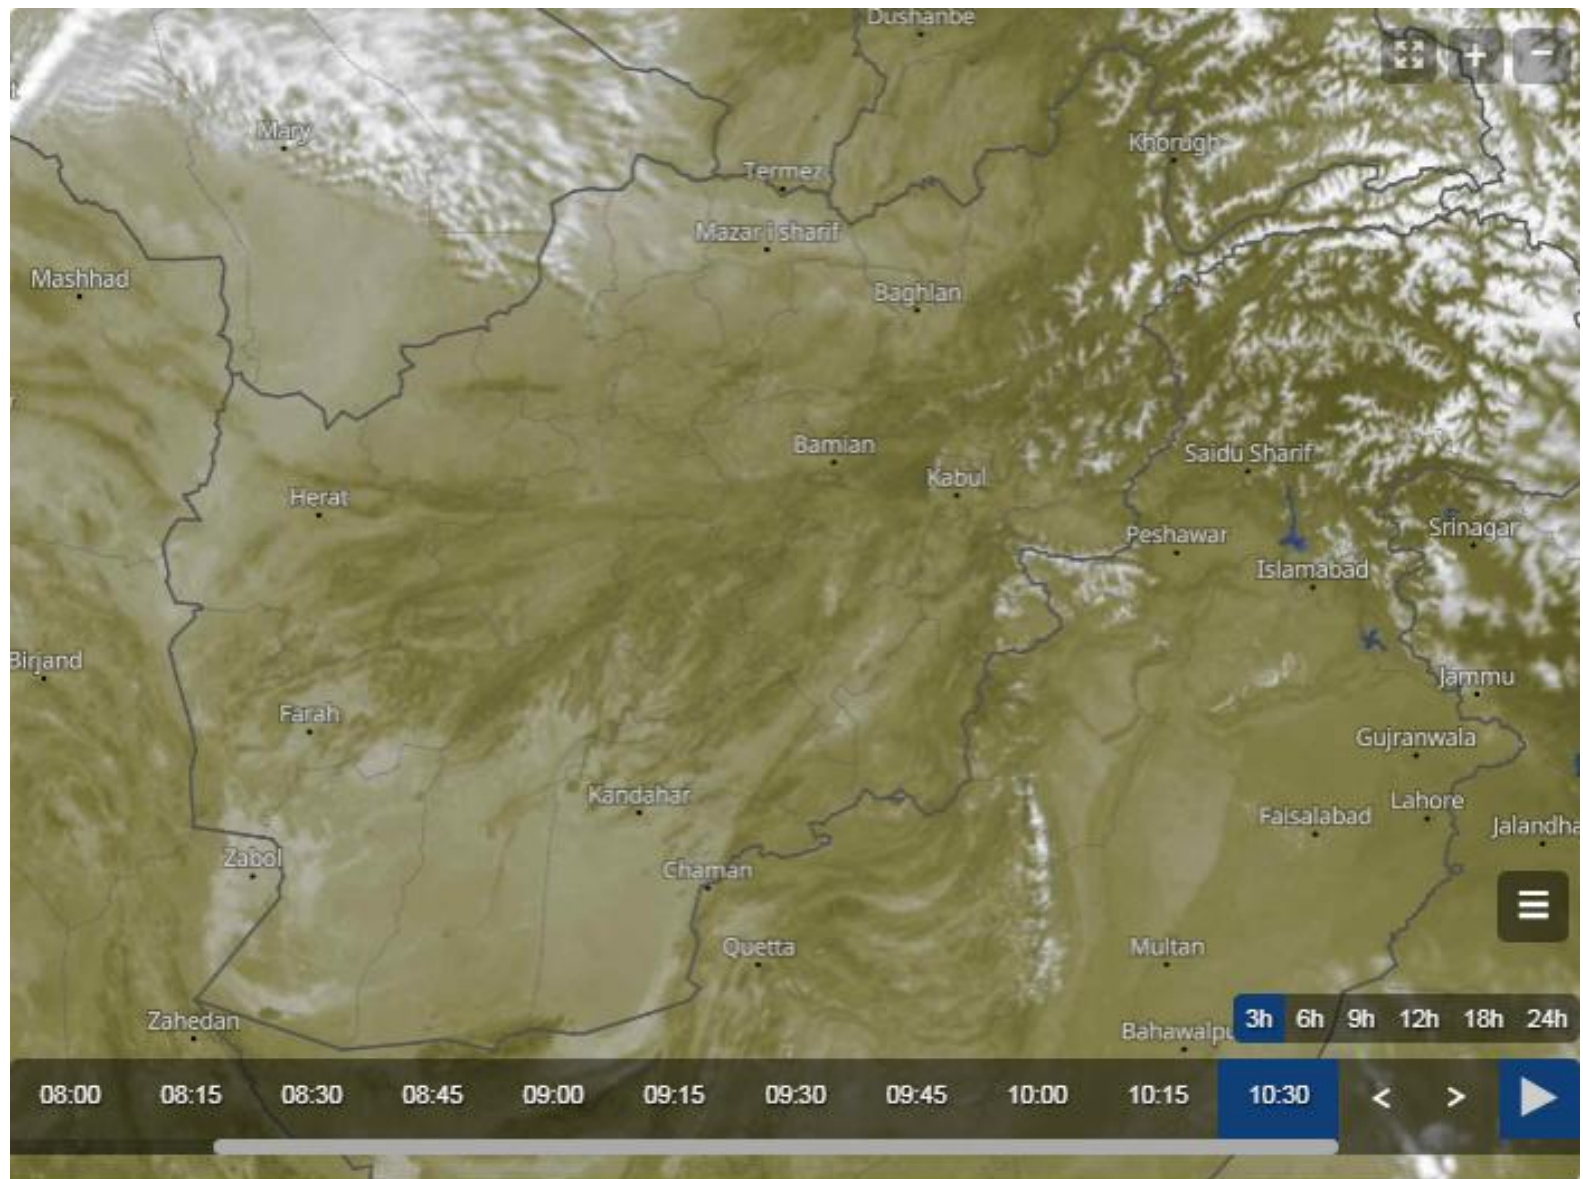 Dushanbe
Mary
Khorugh
Termez
Mazar i sharif
Mashhad
Baghlan
Bamian
Saidu Sharif
Kabul
Herat
Srinagar
Peshawar
Islamabad
Birjand
Jammu
Farah
Gujranwala
Kandahar
Lahore
Faisalabad
Jalandha
Zabol
Chaman
Quetta
Multan
Zahedan
Bahawalpu
3h 6h 9h 12h 18h 24h
08:00 08:15 08:30 08:45 09:00 09:15 09:30 09:45 10:00 10:15 10:30 < >